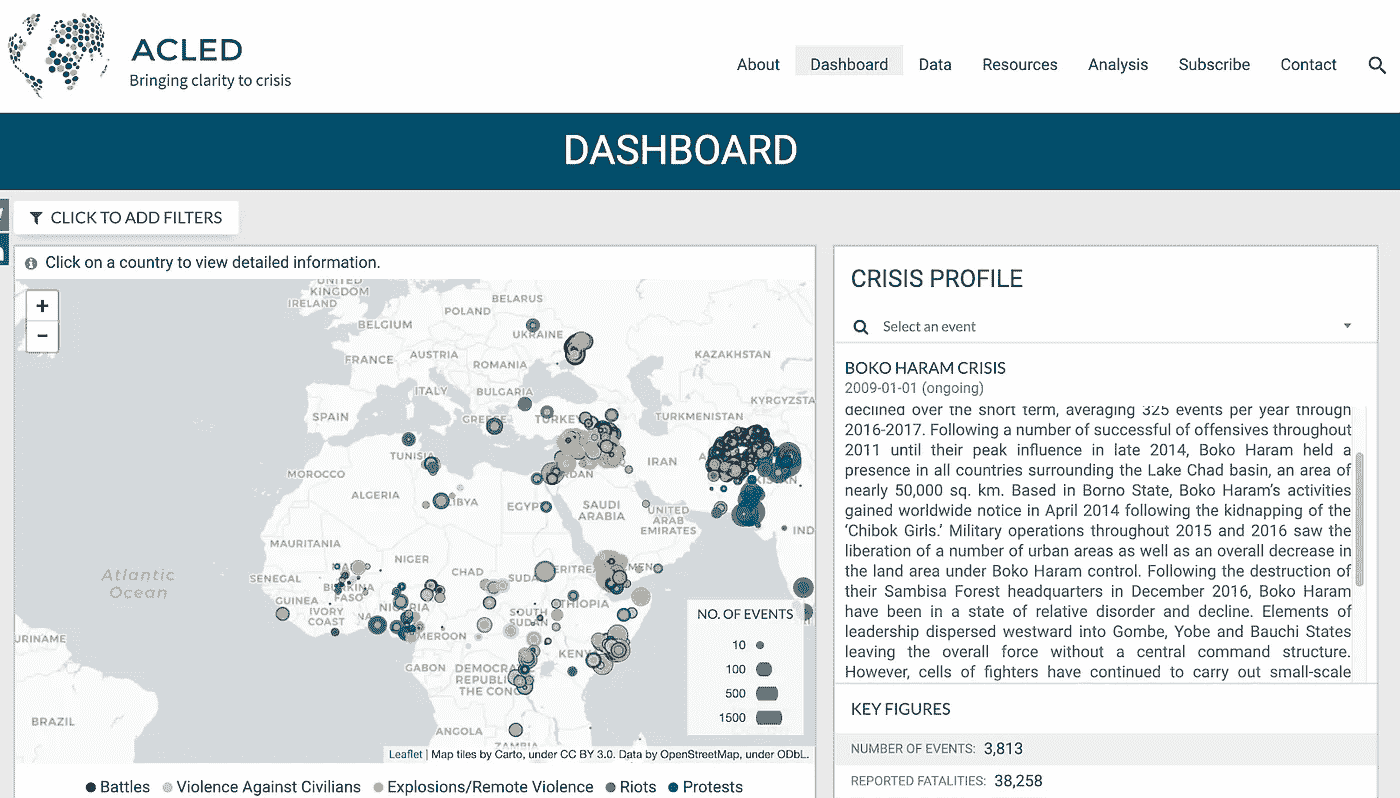 ACLED
Bringing clarity to crisis
About Dashboard Data Resources Analysis Subscribe Contact
DASHBOARD
CLICK TO ADD FILTERS
Click on a country to view detailed information.
+
−
UNITED
KINGDOM
IRELAND
BELARUS
POLAND
BELGIUM
UKRAINE
FRANCE
AUSTRIA
KAZAKHSTAN
ROMANIA
ITALY
BULGARIA
KYRGYZSTA
SPAIN
GREECE
TURKEY
TURKMENISTAN
TUNISIA
IRAN
MOROCCO
RDAN
KISTAN
ALGERIA
IBYA
EGYPT
SAUDI
ARABIA
UNITED
ARAB
EMIRATES
IND
MAURITANIA
NIGER
Atlantic
Ocean
SENEGAL
CHAD
SUDA
ERITREA
MEN
BURKINA
FASO
GUINEA
IVORY
COAST
NIGERIA
SOUTH
SUDAN
THIOPIA
URINAME
MEROON
GABON
DEMOCRA
REPUBLI
THE CONG
KENY
BRAZIL
ANGOLA
ZAMBIA
NO. OF EVENTS
10
100
500
1500
Leaflet | Map tiles by Carto, under CC BY 3.0. Data by OpenStreetMap, under ODbL.
Battles Violence Against Civilians Explosions/Remote Violence Riots Protests
CRISIS PROFILE
Select an event
BOKO HARAM CRISIS
2009-01-01 (ongoing)
declined over the short term, averaging 325 events per year through
2016-2017. Following a number of successful of offensives throughout
2011 until their peak influence in late 2014, Boko Haram held a
presence in all countries surrounding the Lake Chad basin, an area of
nearly 50,000 sq. km. Based in Borno State, Boko Haram’s activities
gained worldwide notice in April 2014 following the kidnapping of the
‘Chibok Girls.’ Military operations throughout 2015 and 2016 saw the
liberation of a number of urban areas as well as an overall decrease in
the land area under Boko Haram control. Following the destruction of
their Sambisa Forest headquarters in December 2016, Boko Haram
have been in a state of relative disorder and decline. Elements of
leadership dispersed westward into Gombe, Yobe and Bauchi States
leaving the overall force without a central command structure.
However, cells of fighters have continued to carry out small-scale
KEY FIGURES
NUMBER OF EVENTS: 3,813
REPORTED FATALITIES: 38,258